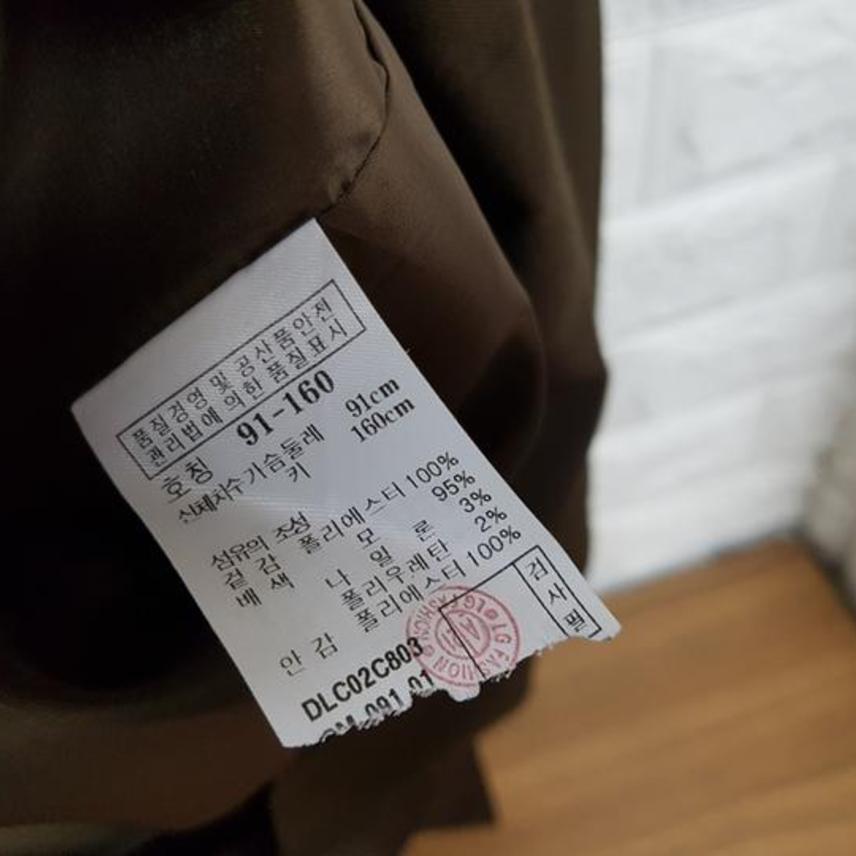 품질경영 및 공산품안전
관리법에 의한 품질표시
호칭 91-160
신체치수 가슴둘레 91cm
키 160cm
섬유의 조성
겉감 폴리에스터 100%
배색 모 95%
나일론 3%
폴리우레탄 2%
안감 폴리에스터 100%
검사필
LG FASHION
DLC02C803